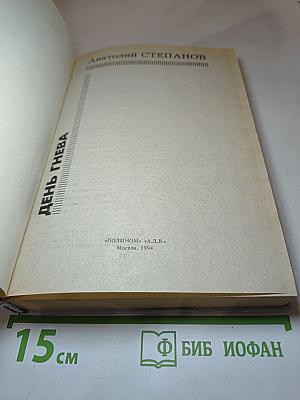 Анатолий СТЕПАНОВ
ДЕНЬ ГНЕВА
«ПОЛИНОМ» «А.Д.В.»
Москва, 1994
15 см
Ф БИБ ИОФАН